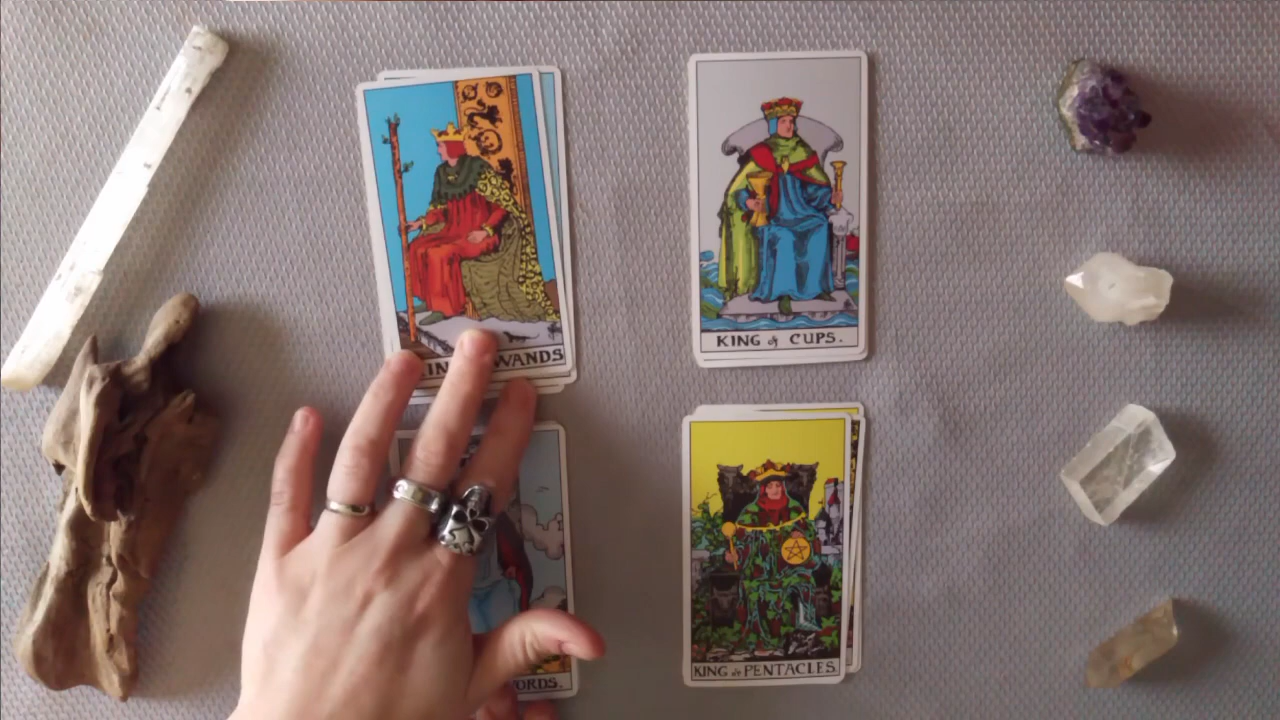 KING of CUPS.
WANDS
KING of PENTACLES.
ORDS.